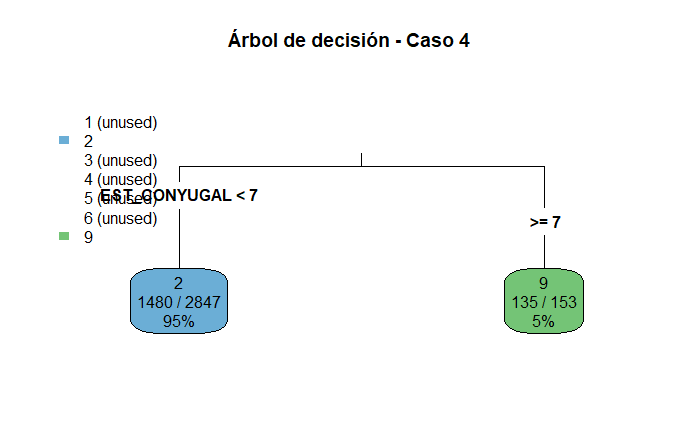 Árbol de decisión - Caso 4
1 (unused)
2
3 (unused)
4 (unused)
EST_CONYUGAL < 7
5 (unused)
6 (unused)
>= 7
9
2
1480 / 2847
95%
9
135 / 153
5%